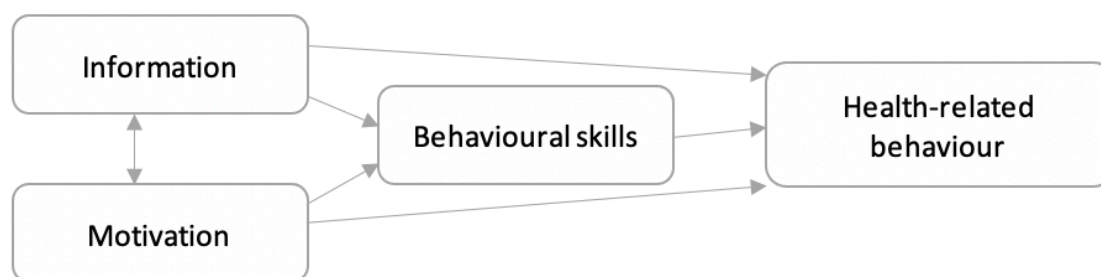 Information
Behavioural skills
Health-related
behaviour
Motivation